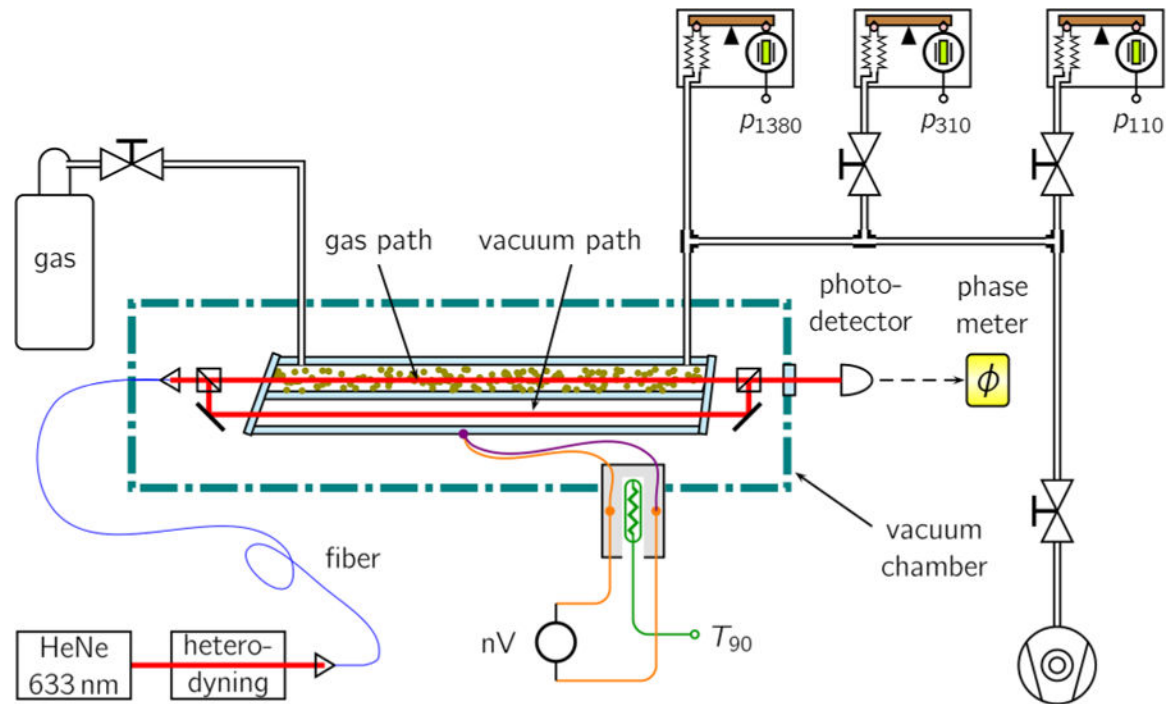 p1380
p310
p110
gas
gas path
vacuum path
photo-
detector
phase
meter
ϕ
fiber
vacuum
chamber
HeNe
633 nm
hetero-
dyning
nV
T90